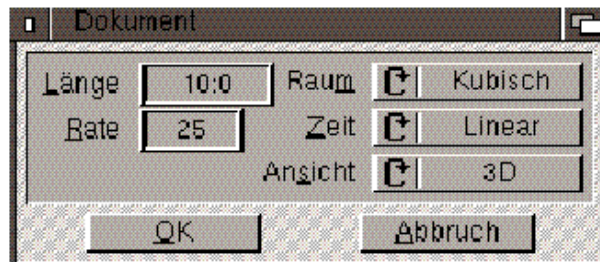 Dokument
Länge 10:0 Raum Kubisch
Rate 25 Zeit Linear
Ansicht 3D
OK Abbruch